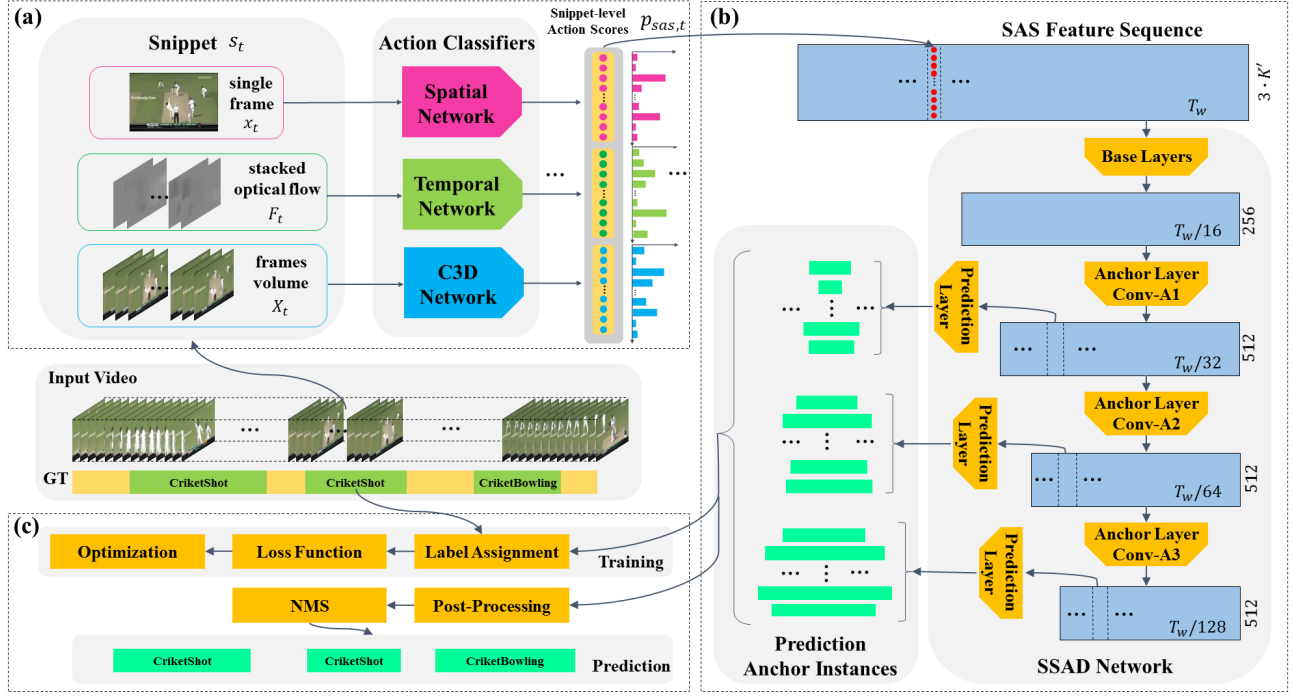 (a)
Snippet s_t
Action Classifiers
Snippet-level
Action Scores
p_{sas,t}
single
frame
x_t
Spatial
Network
stacked
optical flow
F_t
Temporal
Network
...
...
frames
volume
X_t
C3D
Network
Input Video
...
...
GT
CriketShot
CriketShot
CriketBowling
(b)
SAS Feature Sequence
...
...
T_w
3 · K′
Base Layers
T_w/16
256
Anchor Layer
Conv-A1
Prediction
Layer
...
...
T_w/32
512
Anchor Layer
Conv-A2
Prediction
Layer
...
...
T_w/64
512
Anchor Layer
Conv-A3
Prediction
Layer
...
...
T_w/128
512
Prediction
Anchor Instances
SSAD Network
(c)
Optimization
Loss Function
Label Assignment
Training
NMS
Post-Processing
CriketShot
CriketShot
CriketBowling
Prediction